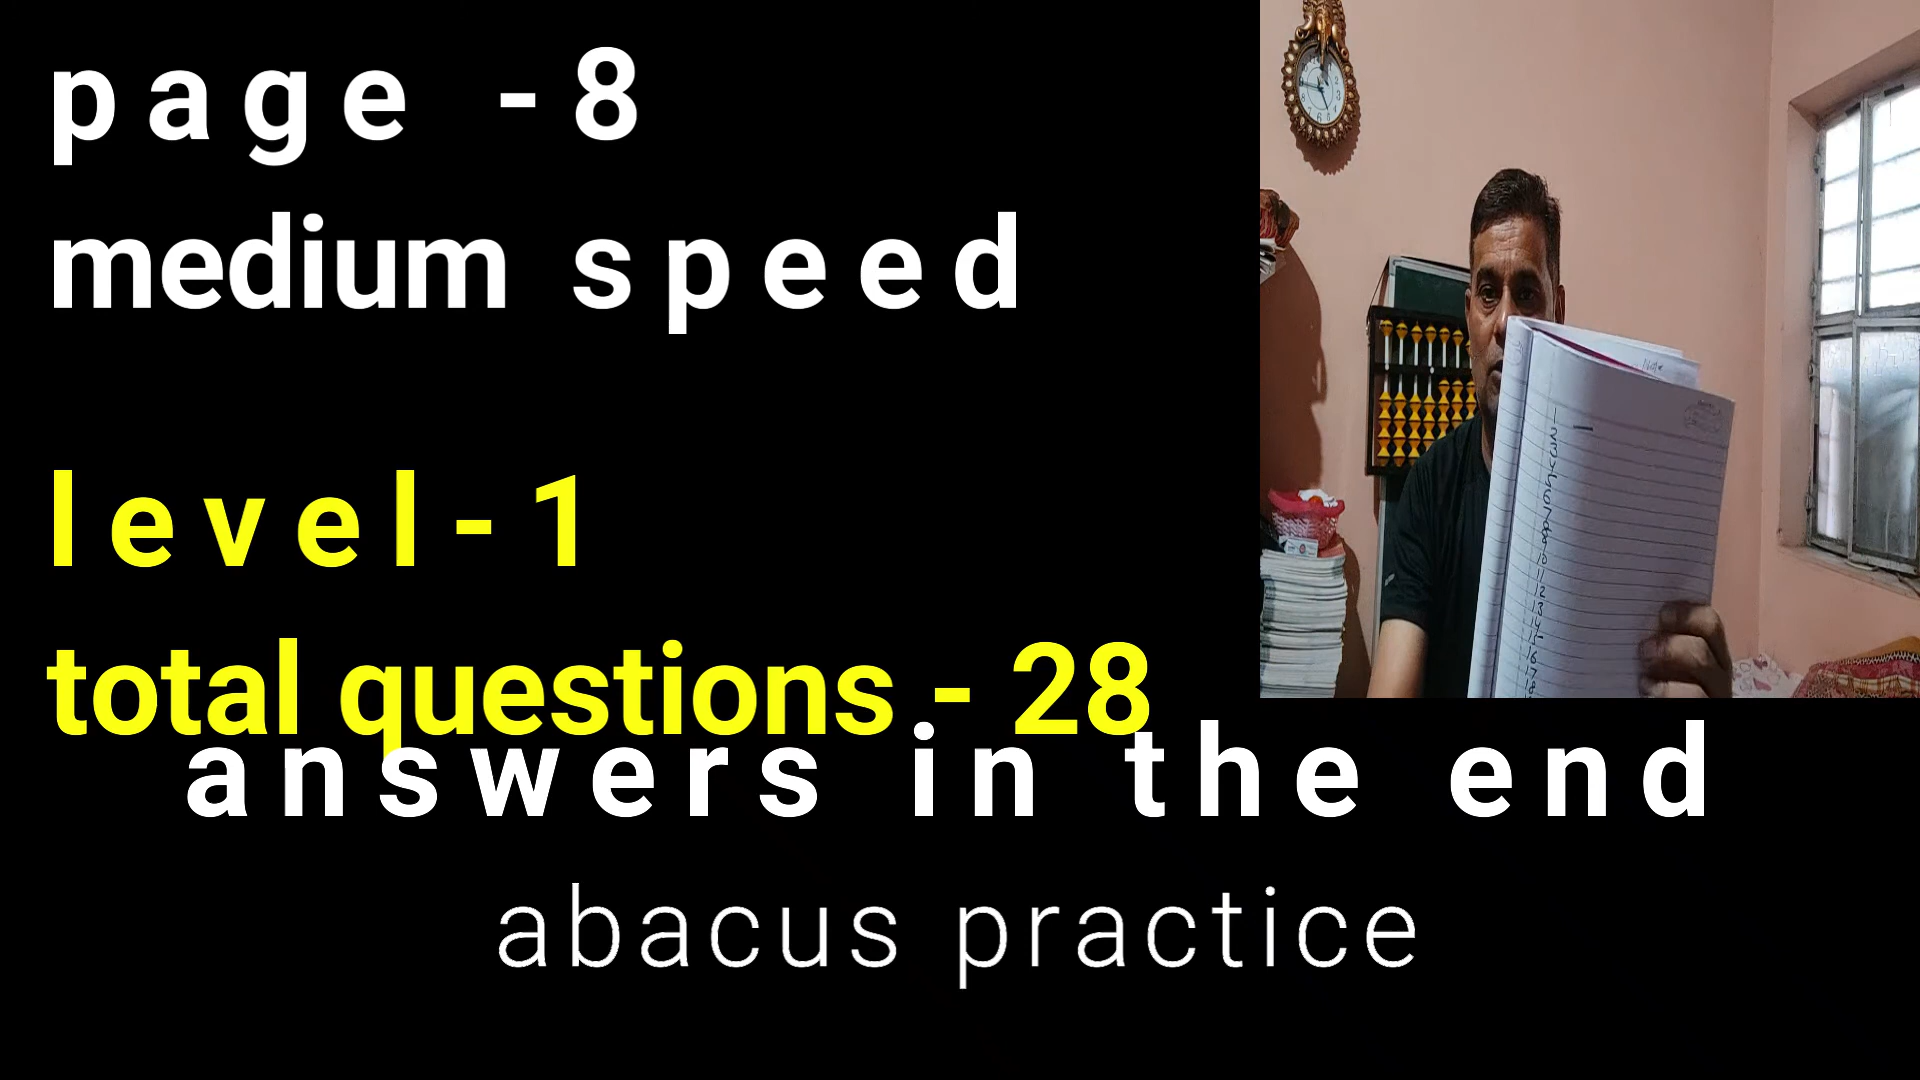 page -8
medium speed
level-1
total questions - 28
answers in the end
abacus practice